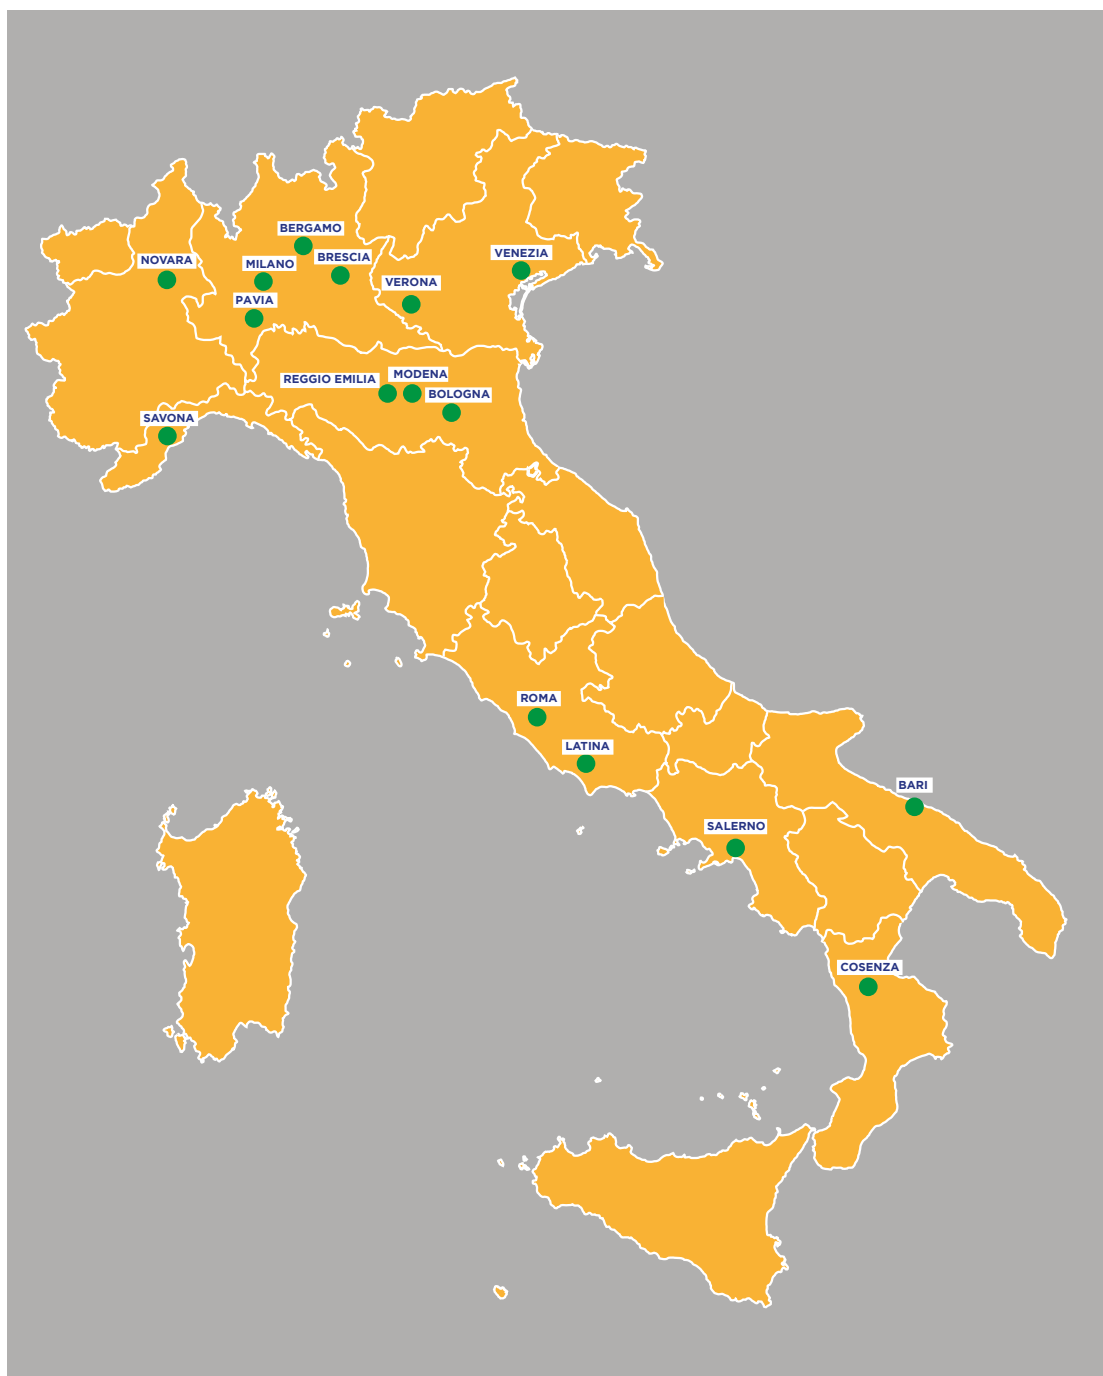 BERGAMO
VENEZIA
BRESCIA
NOVARA
MILANO
VERONA
PAVIA
MODENA
REGGIO EMILIA
BOLOGNA
SAVONA
ROMA
LATINA
BARI
SALERNO
COSENZA